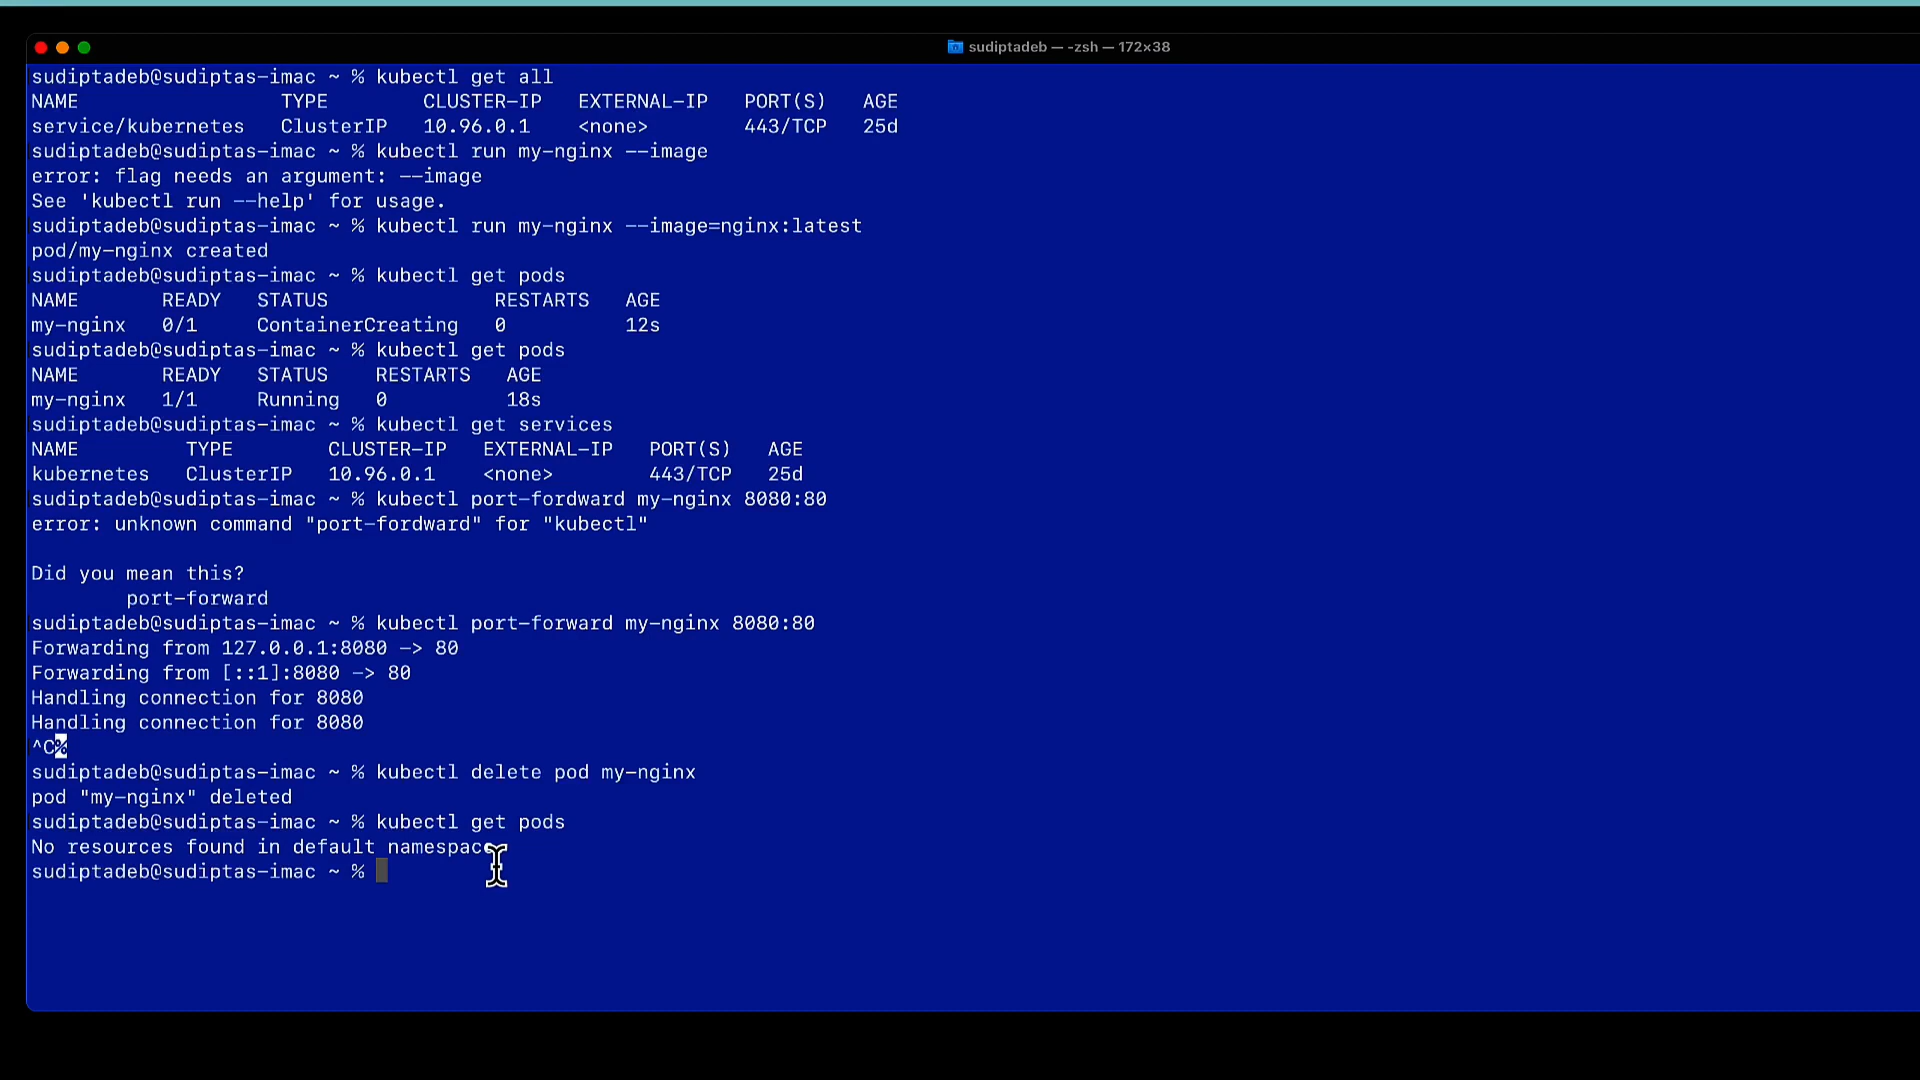 sudiptadeb — -zsh — 172×38
sudiptadeb@sudiptas-imac ~ % kubectl get all
NAME                 TYPE        CLUSTER-IP   EXTERNAL-IP   PORT(S)   AGE
service/kubernetes   ClusterIP   10.96.0.1    <none>        443/TCP   25d
sudiptadeb@sudiptas-imac ~ % kubectl run my-nginx --image
error: flag needs an argument: --image
See 'kubectl run --help' for usage.
sudiptadeb@sudiptas-imac ~ % kubectl run my-nginx --image=nginx:latest
pod/my-nginx created
sudiptadeb@sudiptas-imac ~ % kubectl get pods
NAME       READY   STATUS              RESTARTS   AGE
my-nginx   0/1     ContainerCreating   0          12s
sudiptadeb@sudiptas-imac ~ % kubectl get pods
NAME       READY   STATUS    RESTARTS   AGE
my-nginx   1/1     Running   0          18s
sudiptadeb@sudiptas-imac ~ % kubectl get services
NAME         TYPE        CLUSTER-IP   EXTERNAL-IP   PORT(S)   AGE
kubernetes   ClusterIP   10.96.0.1    <none>        443/TCP   25d
sudiptadeb@sudiptas-imac ~ % kubectl port-fordward my-nginx 8080:80
error: unknown command "port-fordward" for "kubectl"
Did you mean this?
        port-forward
sudiptadeb@sudiptas-imac ~ % kubectl port-forward my-nginx 8080:80
Forwarding from 127.0.0.1:8080 -> 80
Forwarding from [::1]:8080 -> 80
Handling connection for 8080
Handling connection for 8080
^C%
sudiptadeb@sudiptas-imac ~ % kubectl delete pod my-nginx
pod "my-nginx" deleted
sudiptadeb@sudiptas-imac ~ % kubectl get pods
No resources found in default namespace
sudiptadeb@sudiptas-imac ~ %